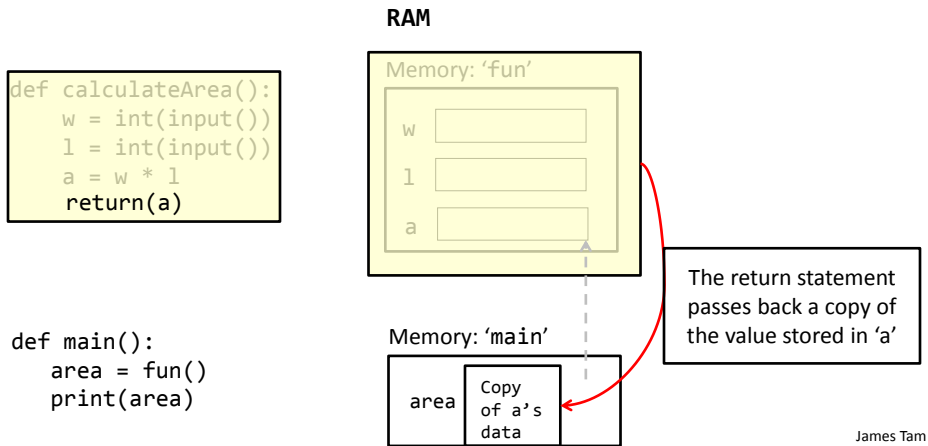 RAM
def calculateArea():
    w = int(input())
    l = int(input())
    a = w * l
    return(a)
Memory: ‘fun’
w
l
a
The return statement
passes back a copy of
the value stored in ‘a’
def main():
   area = fun()
   print(area)
Memory: ‘main’
area
Copy
of a’s
data
James Tam